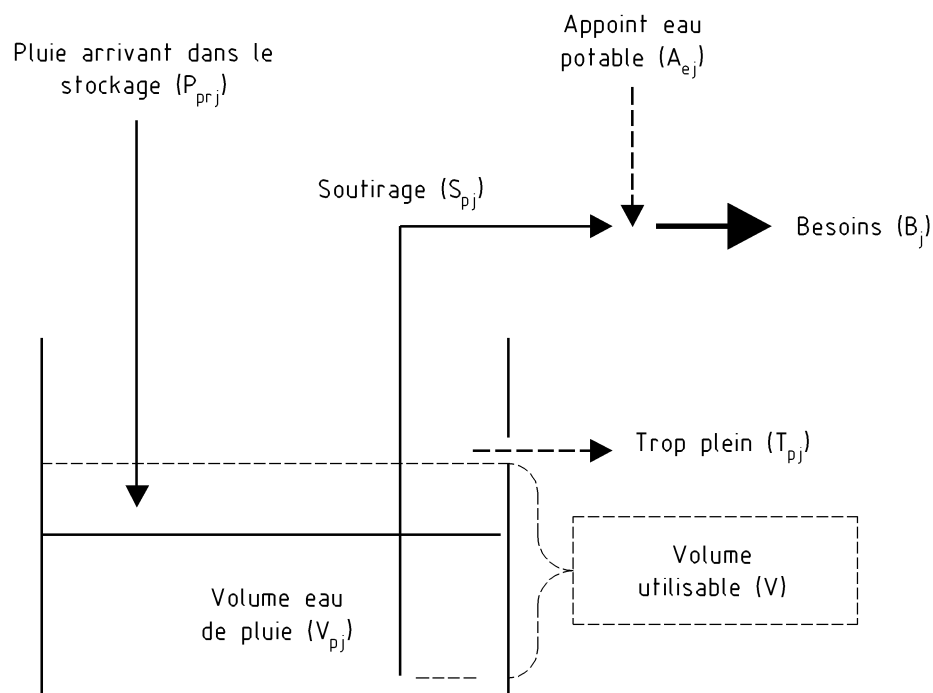 Pluie arrivant dans le
stockage (Pprj)
Appoint eau
potable (Aej)
Soutirage (Spj)
Besoins (Bj)
Trop plein (Tpj)
Volume
utilisable (V)
Volume eau
de pluie (Vpj)